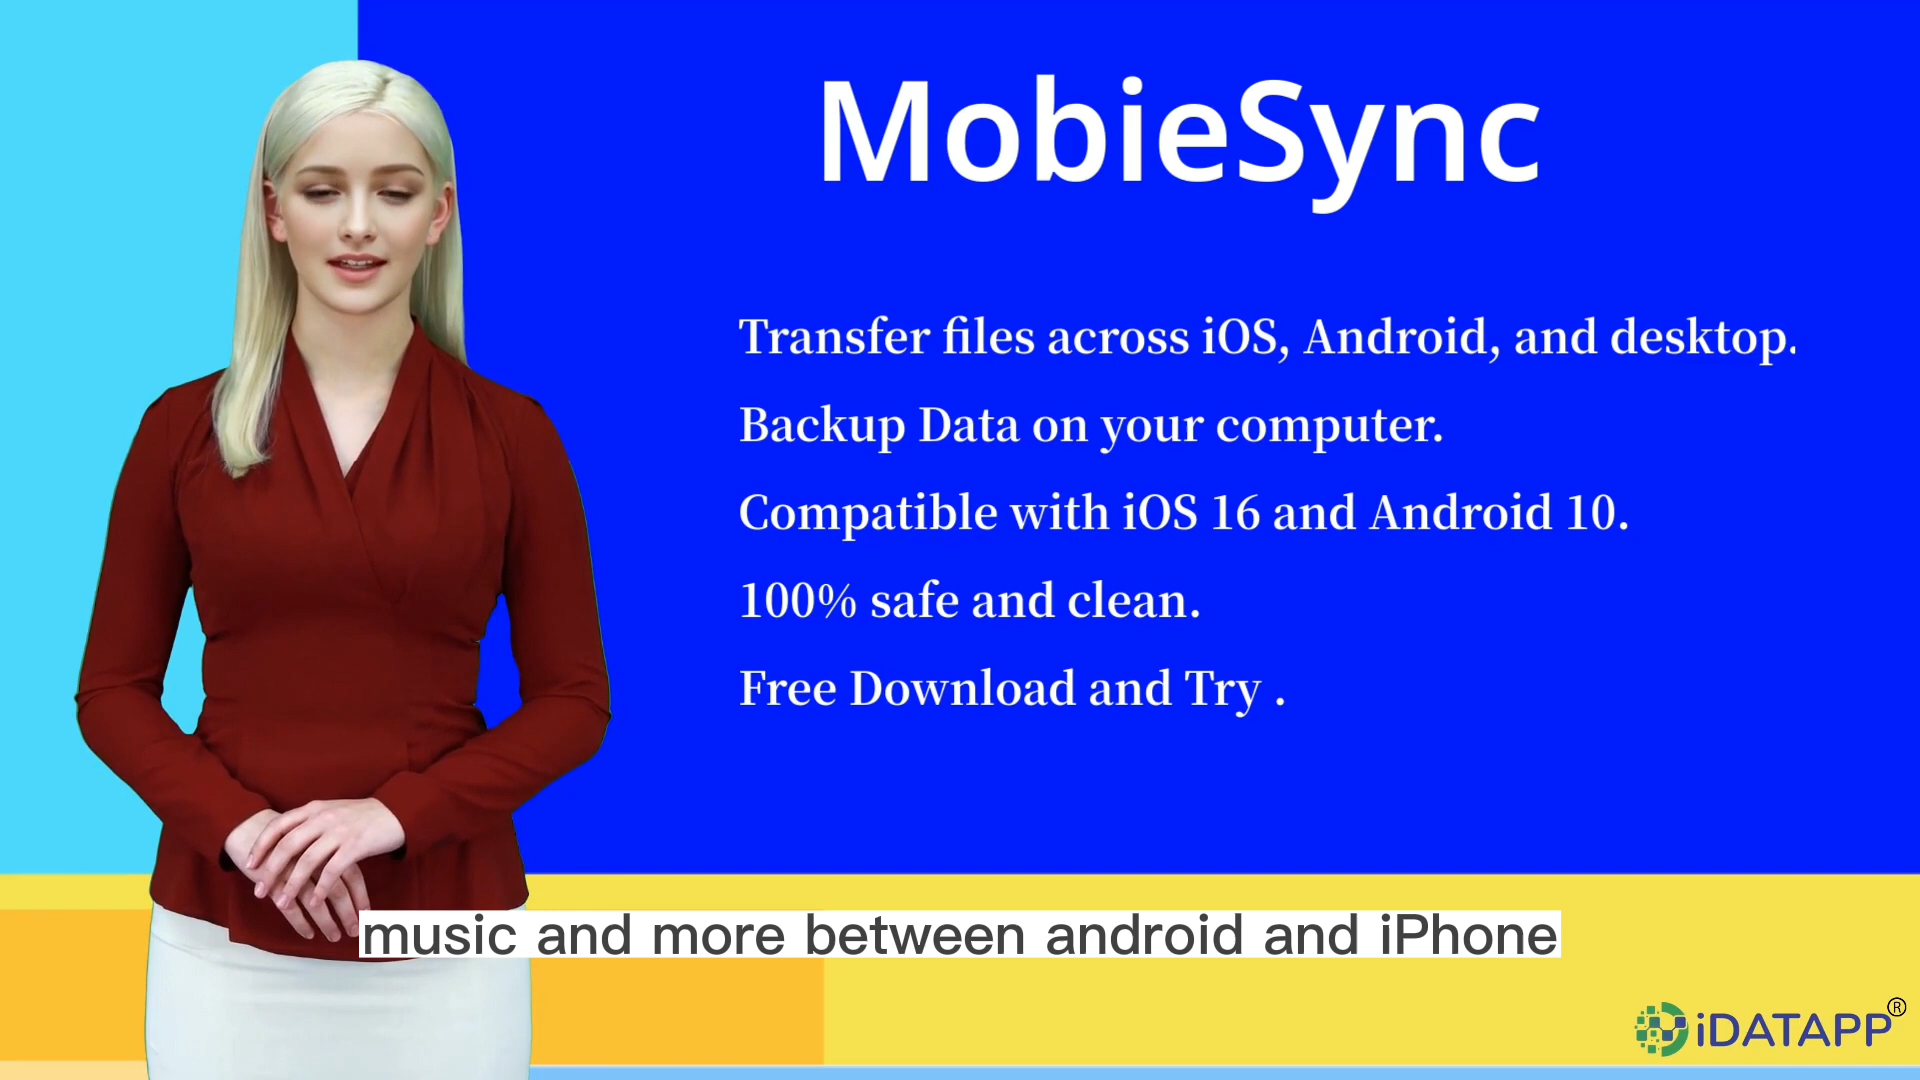 MobieSync
Transfer files across iOS, Android, and desktop.
Backup Data on your computer.
Compatible with iOS 16 and Android 10.
100% safe and clean.
Free Download and Try .
music and more between android and iPhone
iDATAPP®